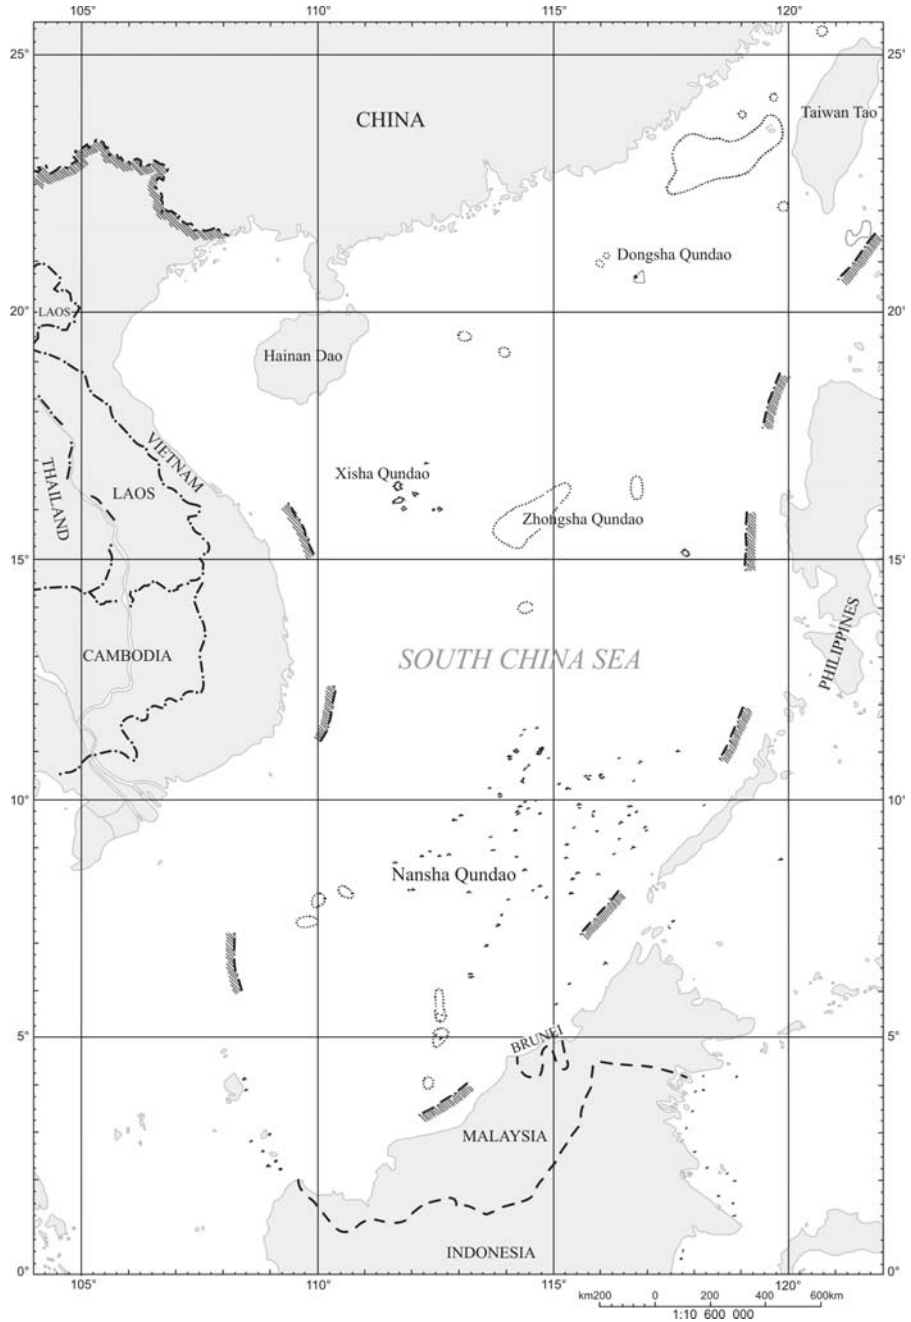 105° 110° 115° 120°
25° 25°
CHINA
Taiwan Tao
Dongsha Qundao
20° 20°
LAOS
Hainan Dao
VIETNAM
THAILAND
LAOS
Xisha Qundao
Zhongsha Qundao
15° 15°
PHILIPPINES
CAMBODIA
SOUTH CHINA SEA
10° 10°
Nansha Qundao
5° 5°
BRUNEI
MALAYSIA
INDONESIA
0° 0°
105° 110° 115° 120°
km200 0 200 400 600km
1:10 600 000